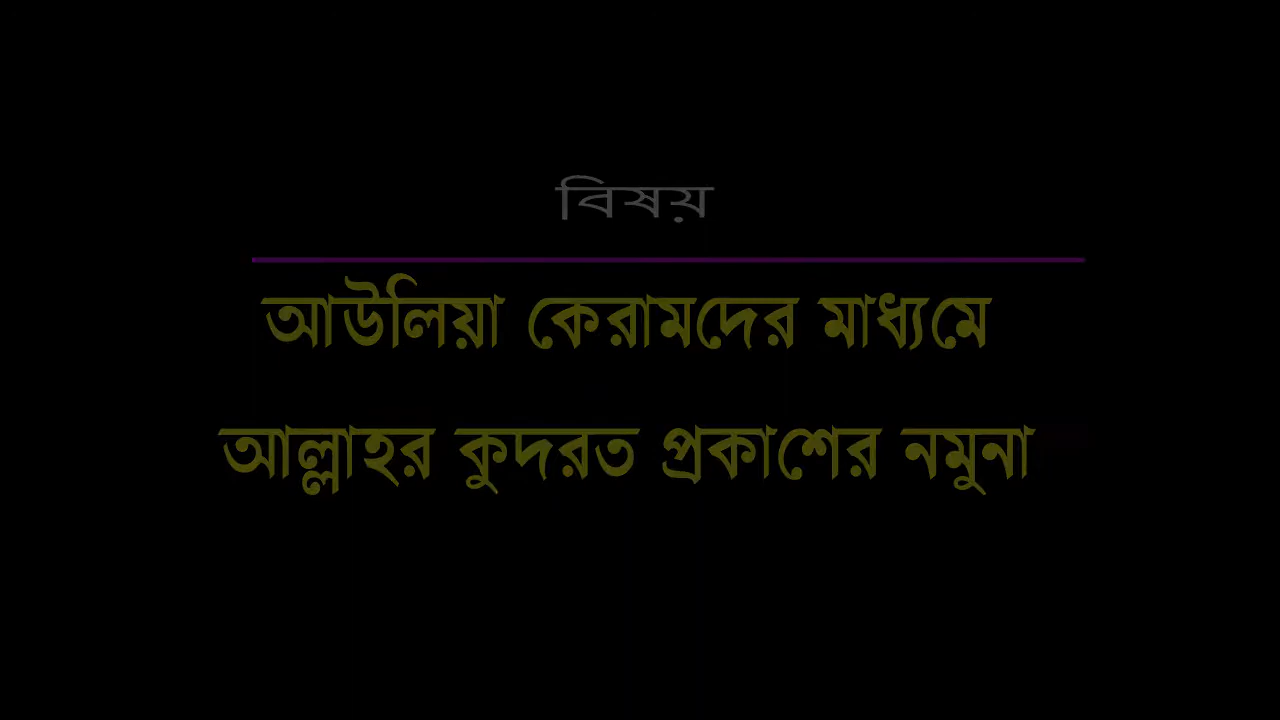 বিষয়
আউলিয়া কেরামদের মাধ্যমে
আল্লাহর কুদরত প্রকাশের নমুনা